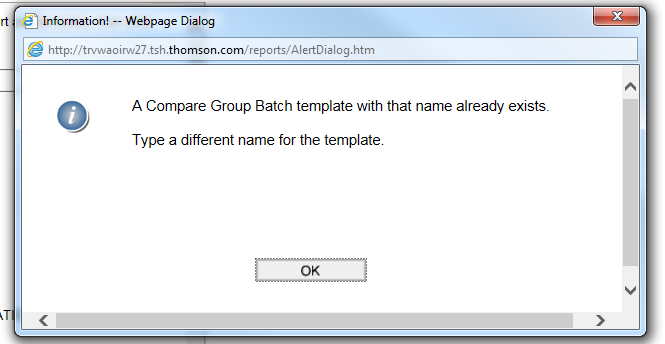 Information! -- Webpage Dialog
http://trvwaoirw27.tsh.thomson.com/reports/AlertDialog.htm
A Compare Group Batch template with that name already exists.
Type a different name for the template.
OK